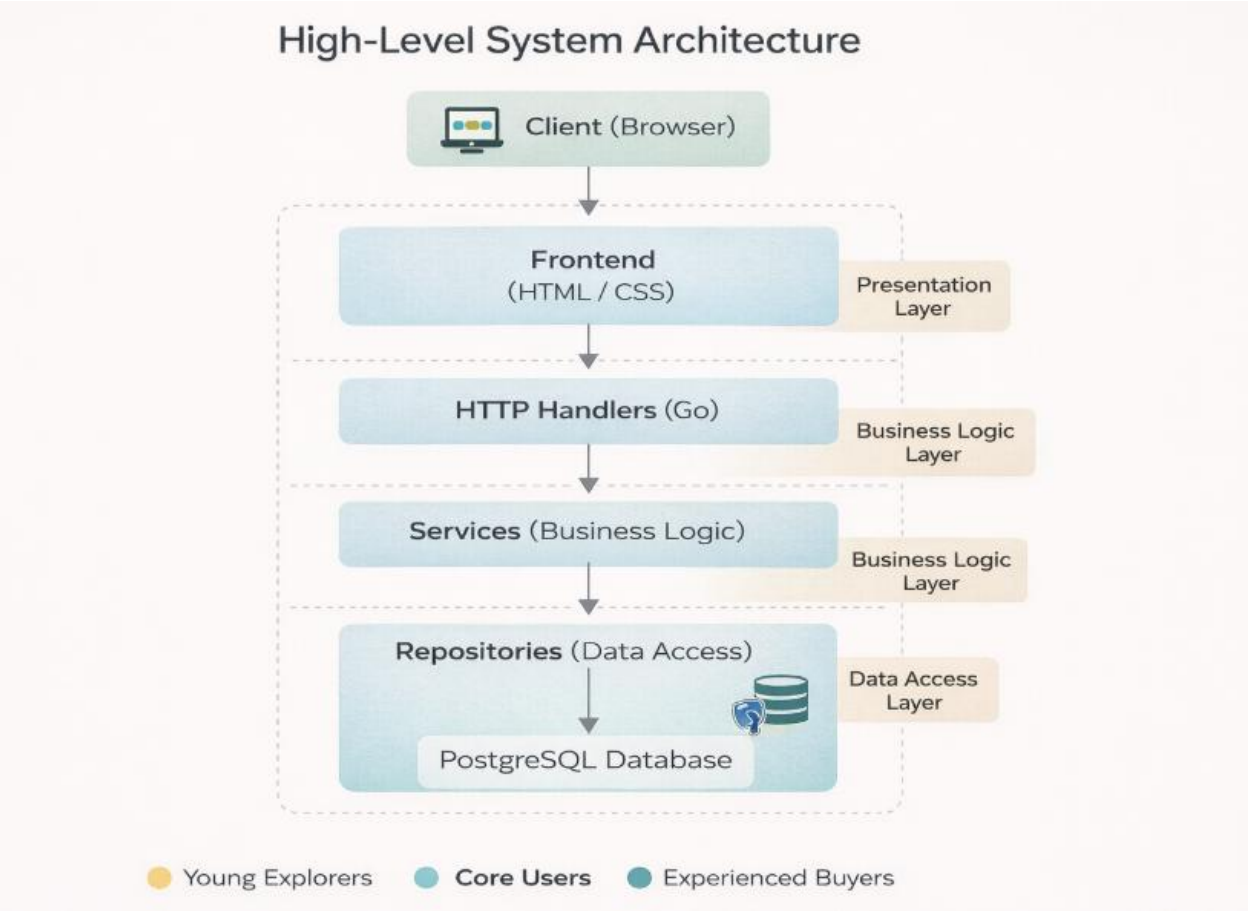 High-Level System Architecture
Client (Browser)
Frontend
(HTML / CSS)
Presentation
Layer
HTTP Handlers (Go)
Business Logic
Layer
Services (Business Logic)
Business Logic
Layer
Repositories (Data Access)
Data Access
Layer
PostgreSQL Database
Young Explorers
Core Users
Experienced Buyers